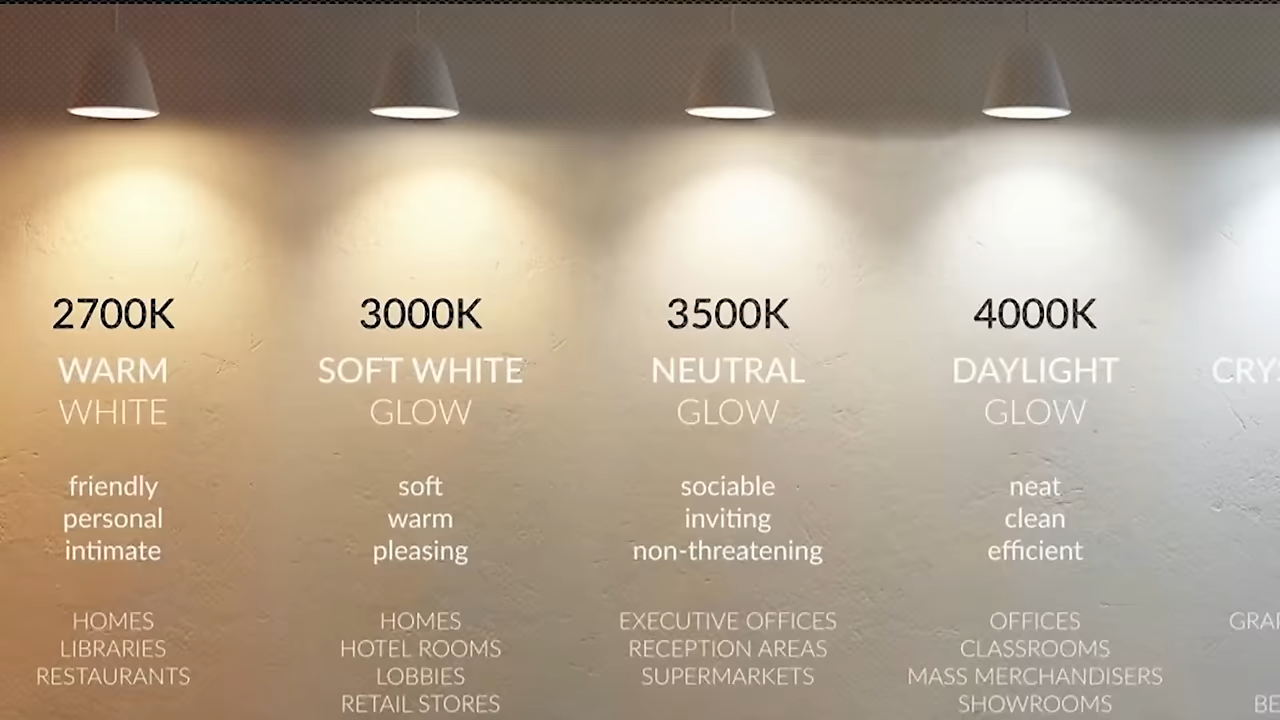 2700K
WARM
WHITE
friendly
personal
intimate
HOMES
LIBRARIES
RESTAURANTS
3000K
SOFT WHITE
GLOW
soft
warm
pleasing
HOMES
HOTEL ROOMS
LOBBIES
RETAIL STORES
3500K
NEUTRAL
GLOW
sociable
inviting
non-threatening
EXECUTIVE OFFICES
RECEPTION AREAS
SUPERMARKETS
4000K
DAYLIGHT
GLOW
neat
clean
efficient
OFFICES
CLASSROOMS
MASS MERCHANDISERS
SHOWROOMS